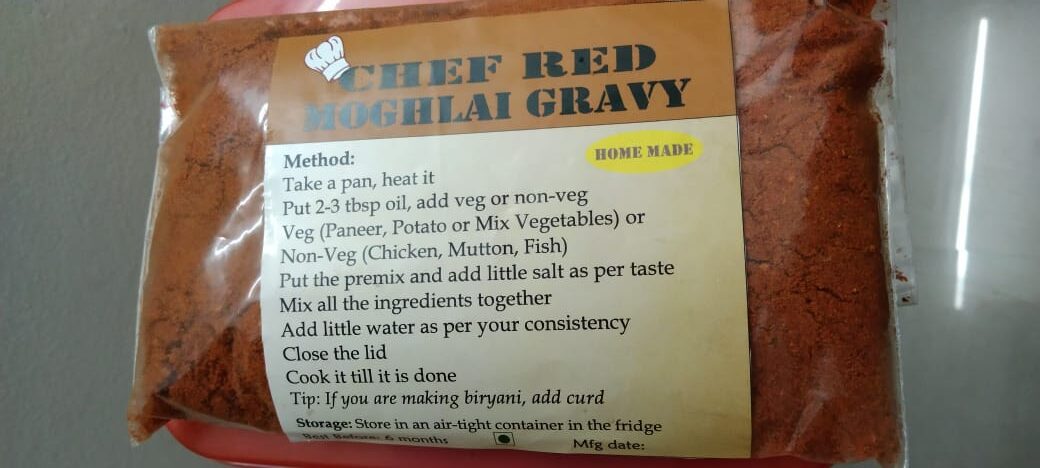 CHEF RED
MOGHLAI GRAVY
HOME MADE
Method:
Take a pan, heat it
Put 2-3 tbsp oil, add veg or non-veg
Veg (Paneer, Potato or Mix Vegetables) or
Non-Veg (Chicken, Mutton, Fish)
Put the premix and add little salt as per taste
Mix all the ingredients together
Add little water as per your consistency
Close the lid
Cook it till it is done
Tip: If you are making biryani, add curd
Storage: Store in an air-tight container in the fridge
Best Before: 6 months Mfg date: